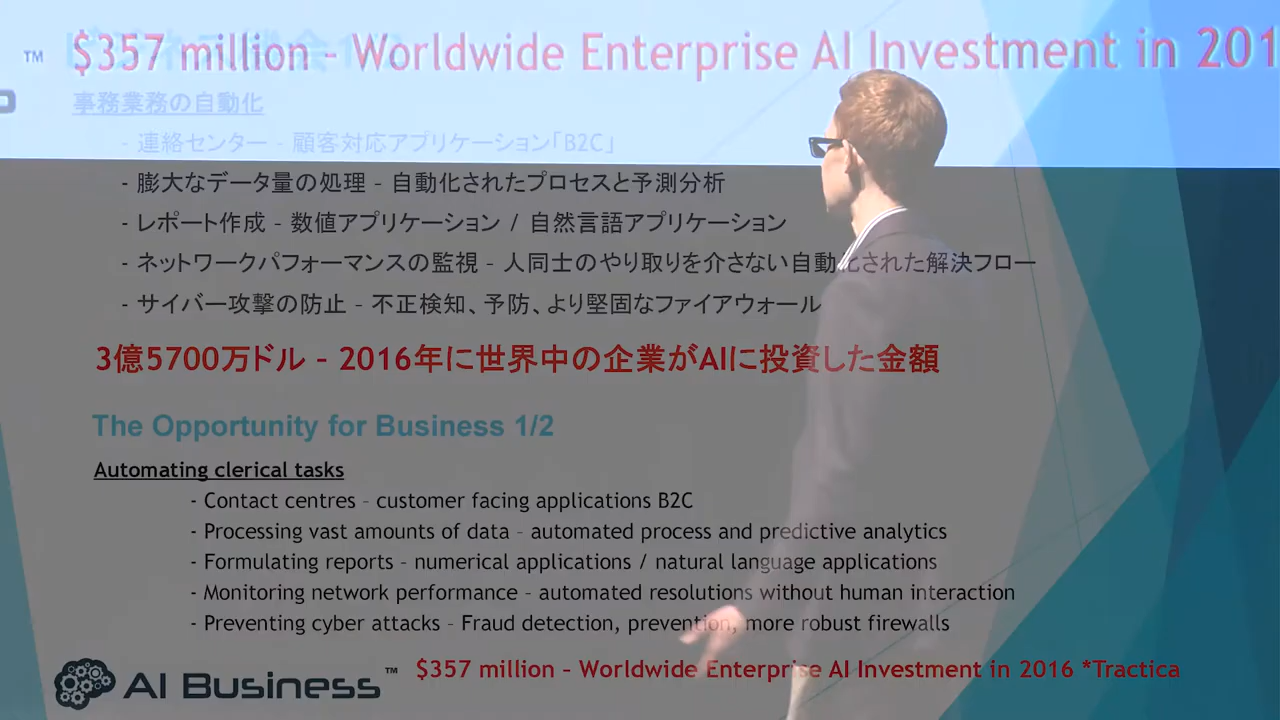 ™ $357 million – Worldwide Enterprise AI Investment in 201
事務業務の自動化
- 連絡センター – 顧客対応アプリケーション「B2C」
- 膨大なデータ量の処理 – 自動化されたプロセスと予測分析
- レポート作成 – 数値アプリケーション / 自然言語アプリケーション
- ネットワークパフォーマンスの監視 – 人同士のやり取りを介さない自動化された解決フロー
- サイバー攻撃の防止 – 不正検知、予防、より堅固なファイアウォール
3億5700万ドル – 2016年に世界中の企業がAIに投資した金額
The Opportunity for Business 1/2
Automating clerical tasks
- Contact centres – customer facing applications B2C
- Processing vast amounts of data – automated process and predictive analytics
- Formulating reports – numerical applications / natural language applications
- Monitoring network performance – automated resolutions without human interaction
- Preventing cyber attacks – Fraud detection, prevention, more robust firewalls
AI Business ™ $357 million – Worldwide Enterprise AI Investment in 2016 *Tractica